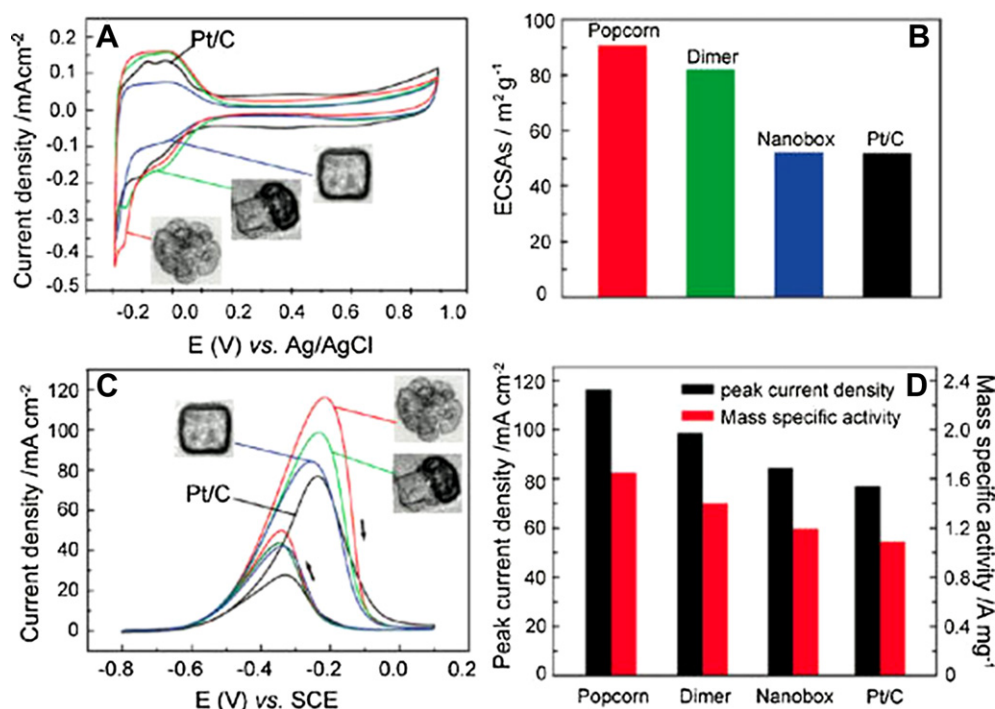 A
Pt/C
0.2
0.1
0.0
-0.1
-0.2
-0.3
-0.4
-0.5
Current density /mAcm-2
-0.2 0.0 0.2 0.4 0.6 0.8 1.0
E (V) vs. Ag/AgCl
B
Popcorn
Dimer
Nanobox
Pt/C
100
80
60
40
20
0
ECSAs / m2 g-1
C
Pt/C
120
100
80
60
40
20
0
Current density /mA cm-2
-0.8 -0.6 -0.4 -0.2 0.0 0.2
E (V) vs. SCE
D
peak current density
Mass specific activity
120
100
80
60
40
20
0
Peak current density/mA cm-2
2.4
2.0
1.6
1.2
0.8
0.4
0.0
Mass specific activity /A mg-1
Popcorn Dimer Nanobox Pt/C